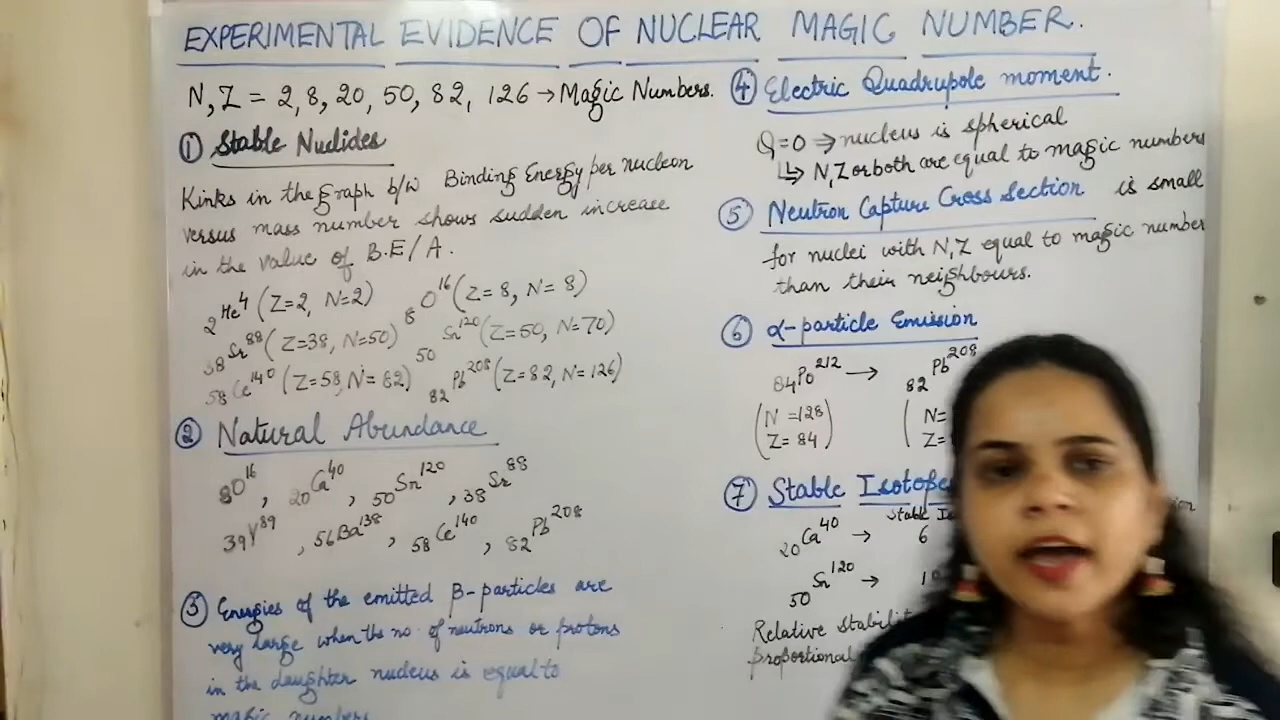 EXPERIMENTAL EVIDENCE OF NUCLEAR MAGIC NUMBER.
N, Z = 2, 8, 20, 50, 82, 126 → Magic Numbers.
① Stable Nuclides
Kinks in the graph b/w Binding Energy per nucleon
versus mass number shows sudden increase
in the value of B.E/A.
₂He⁴ (Z=2, N=2) ₈O¹⁶ (Z=8, N=8)
₃₈Sr⁸⁸ (Z=38, N=50) ₅₀Sn¹²⁰ (Z=50, N=70)
₅₈Ce¹⁴⁰ (Z=58, N=82) ₈₂Pb²⁰⁸ (Z=82, N=126)
② Natural Abundance
₈O¹⁶, ₂₀Ca⁴⁰, ₅₀Sn¹²⁰, ₃₈Sr⁸⁸
₃₉Y⁸⁹, ₅₆Ba¹³⁸, ₅₈Ce¹⁴⁰, ₈₂Pb²⁰⁸
③ Energies of the emitted β-particles are
very large when the no. of neutrons or protons
in the daughter nucleus is equal to
magic numbers
④ Electric Quadrupole moment.
Q=0 ⇒ nucleus is spherical
↳ N, Z or both are equal to magic numbers
⑤ Neutron Capture Cross Section is small
for nuclei with N, Z equal to magic number
than their neighbours.
⑥ α-particle Emission
₈₄Po²¹² → ₈₂Pb²⁰⁸
(N=128) (N=
(Z=84) (Z=
⑦ Stable Isotope
Stable
₂₀Ca⁴⁰ → 6
₅₀Sn¹²⁰ →
Relative Stability
proportional